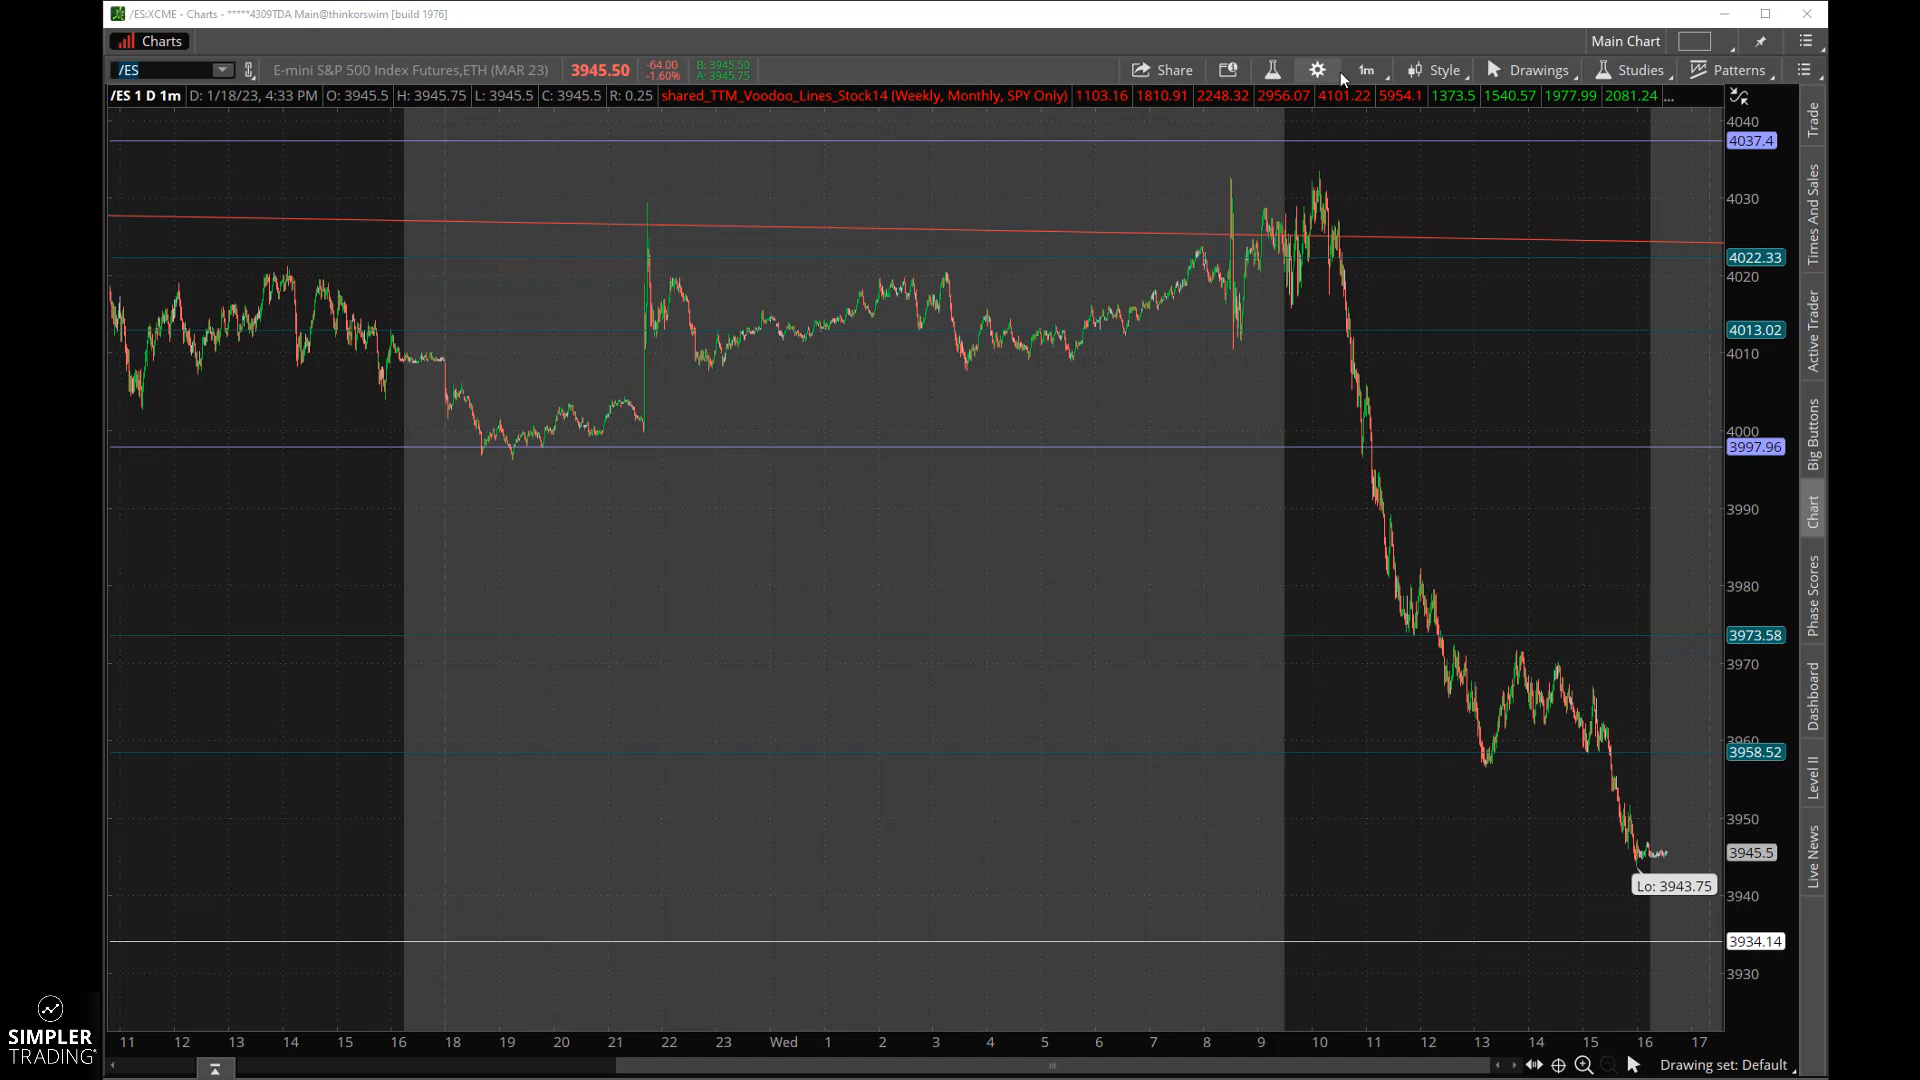 /ES:XCME - Charts - *****4309TDA Main@thinkorswim [build 1976]
Charts
Main Chart
/ES
E-mini S&P 500 Index Futures,ETH (MAR 23)
3945.50
-64.00
-1.60%
B: 3945.50
A: 3945.75
Share
1m
Style
Drawings
Studies
Patterns
/ES 1 D 1m
D: 1/18/23, 4:33 PM
O: 3945.5
H: 3945.75
L: 3945.5
C: 3945.5
R: 0.25
shared_TTM_Voodoo_Lines_Stock14 (Weekly, Monthly, SPY Only)
1103.16
1810.91
2248.32
2956.07
4101.22
5954.1
1373.5
1540.57
1977.99
2081.24
...
4040
4037.4
4030
4022.33
4020
4013.02
4010
4000
3997.96
3990
3980
3973.58
3970
3960
3958.52
3950
3945.5
Lo: 3943.75
3940
3934.14
3930
Trade
Times And Sales
Active Trader
Big Buttons
Chart
Phase Scores
Dashboard
Level II
Live News
11 12 13 14 15 16 18 19 20 21 22 23 Wed 1 2 3 4 5 6 7 8 9 10 11 12 13 14 15 16 17
Drawing set: Default
SIMPLER
TRADING